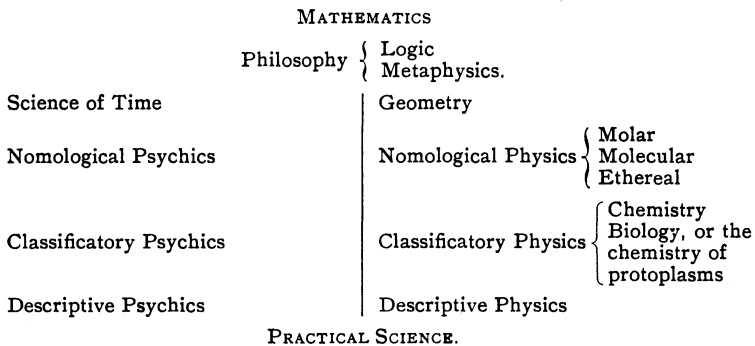 MATHEMATICS
Philosophy { Logic
Metaphysics.
Science of Time
Geometry
Nomological Psychics
Nomological Physics { Molar
Molecular
Ethereal
Classificatory Psychics
Classificatory Physics { Chemistry
Biology, or the
chemistry of
protoplasms
Descriptive Psychics
Descriptive Physics
PRACTICAL SCIENCE.